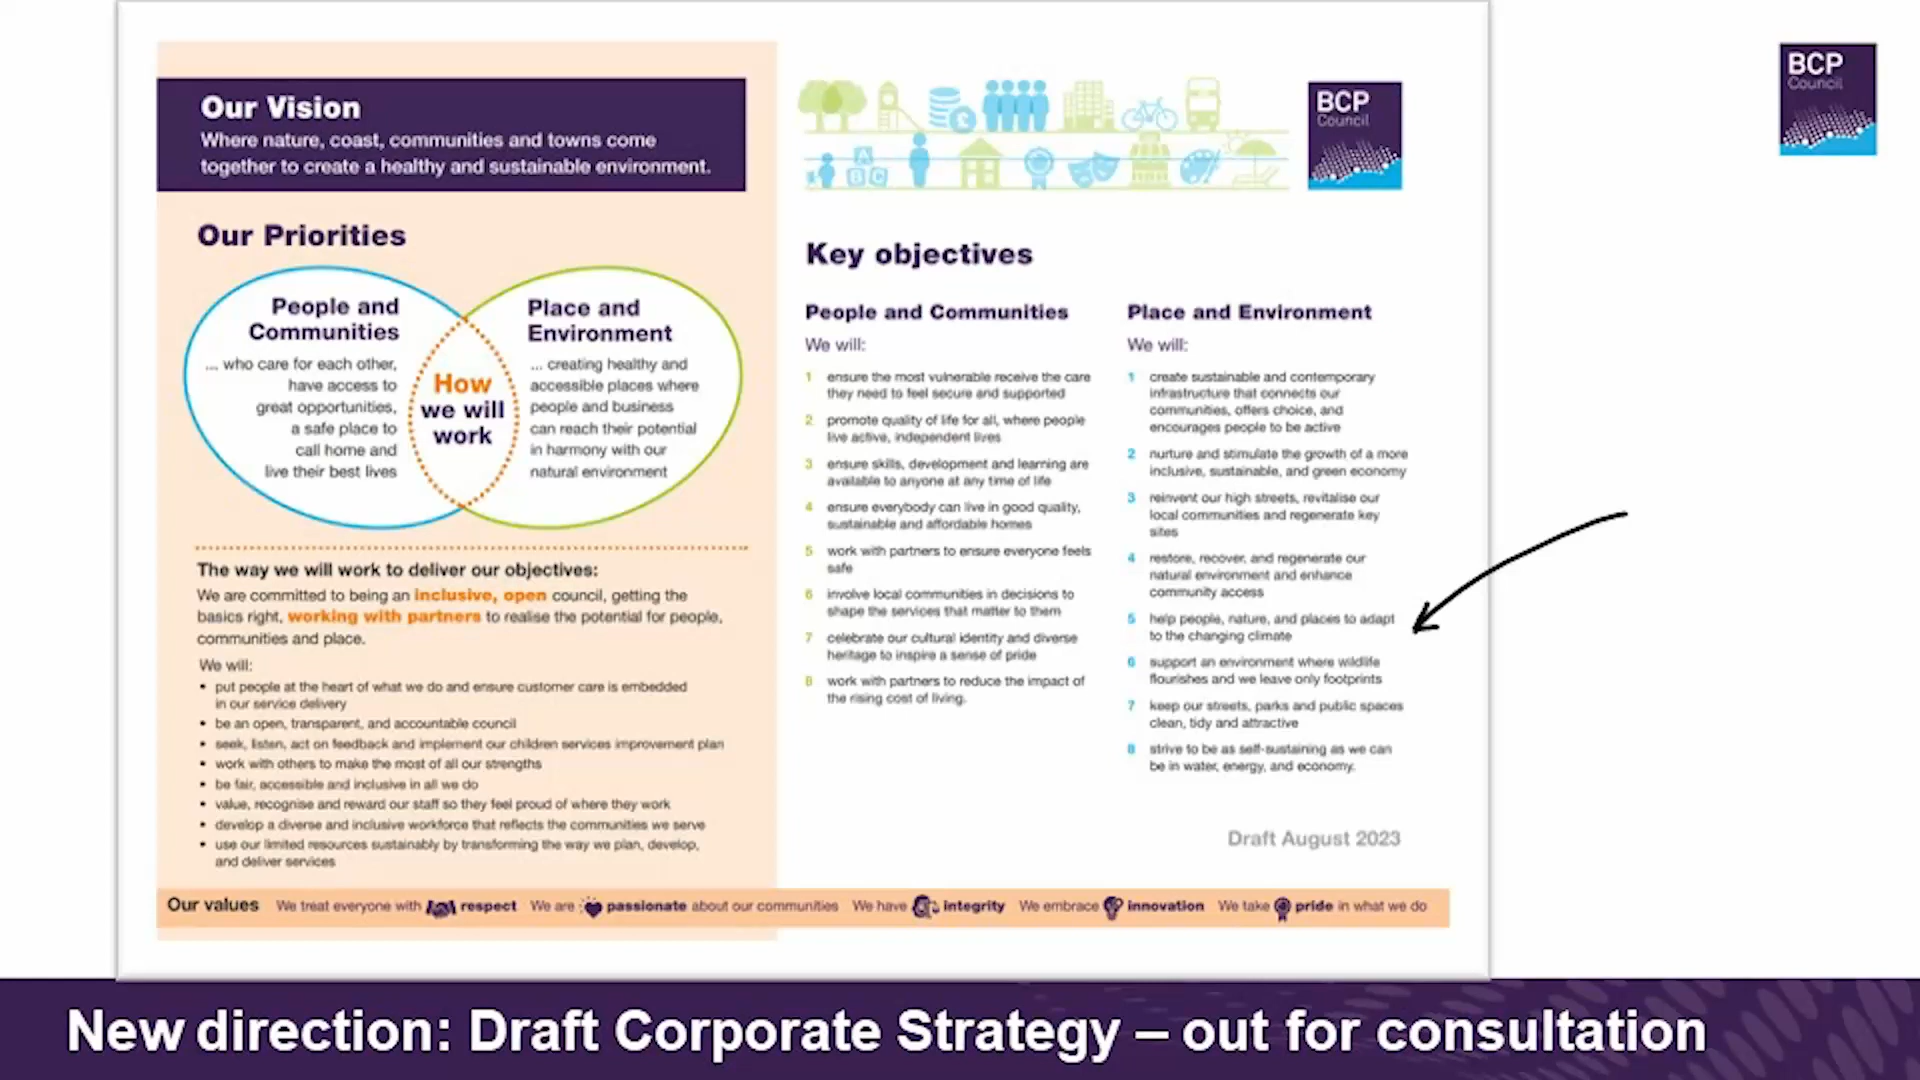 Our Vision
Where nature, coast, communities and towns come
together to create a healthy and sustainable environment.
Our Priorities
People and
Communities
... who care for each other,
have access to
great opportunities,
a safe place to
call home and
live their best lives
How
we will
work
Place and
Environment
... creating healthy and
accessible places where
people and business
can reach their potential
in harmony with our
natural environment
The way we will work to deliver our objectives:
We are committed to being an inclusive, open council, getting the
basics right, working with partners to realise the potential for people,
communities and place.
We will:
• put people at the heart of what we do and ensure customer care is embedded
in our service delivery
• be an open, transparent, and accountable council
• seek, listen, act on feedback and implement our children services improvement plan
• work with others to make the most of all our strengths
• be fair, accessible and inclusive in all we do
• value, recognise and reward our staff so they feel proud of where they work
• develop a diverse and inclusive workforce that reflects the communities we serve
• use our limited resources sustainably by transforming the way we plan, develop,
and deliver services
A
B C
BCP
Council
Key objectives
People and Communities
We will:
1 ensure the most vulnerable receive the care
they need to feel secure and supported
2 promote quality of life for all, where people
live active, independent lives
3 ensure skills, development and learning are
available to anyone at any time of life
4 ensure everybody can live in good quality,
sustainable and affordable homes
5 work with partners to ensure everyone feels
safe
6 involve local communities in decisions to
shape the services that matter to them
7 celebrate our cultural identity and diverse
heritage to inspire a sense of pride
8 work with partners to reduce the impact of
the rising cost of living.
Place and Environment
We will:
1 create sustainable and contemporary
infrastructure that connects our
communities, offers choice, and
encourages people to be active
2 nurture and stimulate the growth of a more
inclusive, sustainable, and green economy
3 reinvent our high streets, revitalise our
local communities and regenerate key
sites
4 restore, recover, and regenerate our
natural environment and enhance
community access
5 help people, nature, and places to adapt
to the changing climate
6 support an environment where wildlife
flourishes and we leave only footprints
7 keep our streets, parks and public spaces
clean, tidy and attractive
8 strive to be as self-sustaining as we can
be in water, energy, and economy.
Draft August 2023
Our values We treat everyone with respect We are passionate about our communities We have integrity We embrace innovation We take pride in what we do
BCP
Council
New direction: Draft Corporate Strategy – out for consultation